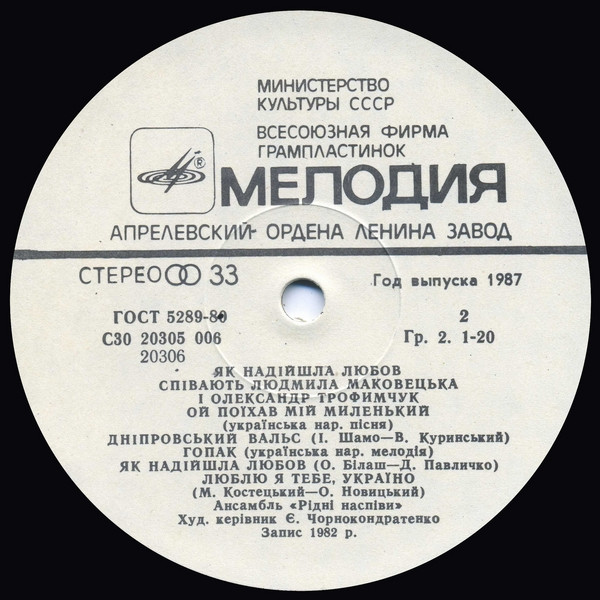 МИНИСТЕРСТВО
КУЛЬТУРЫ СССР
ВСЕСОЮЗНАЯ ФИРМА
ГРАМПЛАСТИНОК
®
МЕЛОДИЯ
АПРЕЛЕВСКИЙ ОРДЕНА ЛЕНИНА ЗАВОД
СТЕРЕО 33
Год выпуска 1987
ГОСТ 5289-80
2
С30 20305 006
Гр. 2. 1-20
20306
ЯК НАДІЙШЛА ЛЮБОВ
СПІВАЮТЬ ЛЮДМИЛА МАКОВЕЦЬКА
І ОЛЕКСАНДР ТРОФИМЧУК
ОЙ ПОЇХАВ МІЙ МИЛЕНЬКИЙ
(українська нар. пісня)
ДНІПРОВСЬКИЙ ВАЛЬС (І. Шамо—В. Куринський)
ГОПАК (українська нар. мелодія)
ЯК НАДІЙШЛА ЛЮБОВ (О. Білаш—Д. Павличко)
ЛЮБЛЮ Я ТЕБЕ, УКРАЇНО
(М. Костецький—О. Новицький)
Ансамбль «Рідні наспіви»
Худ. керівник Є. Чорнокондратенко
Запис 1982 р.